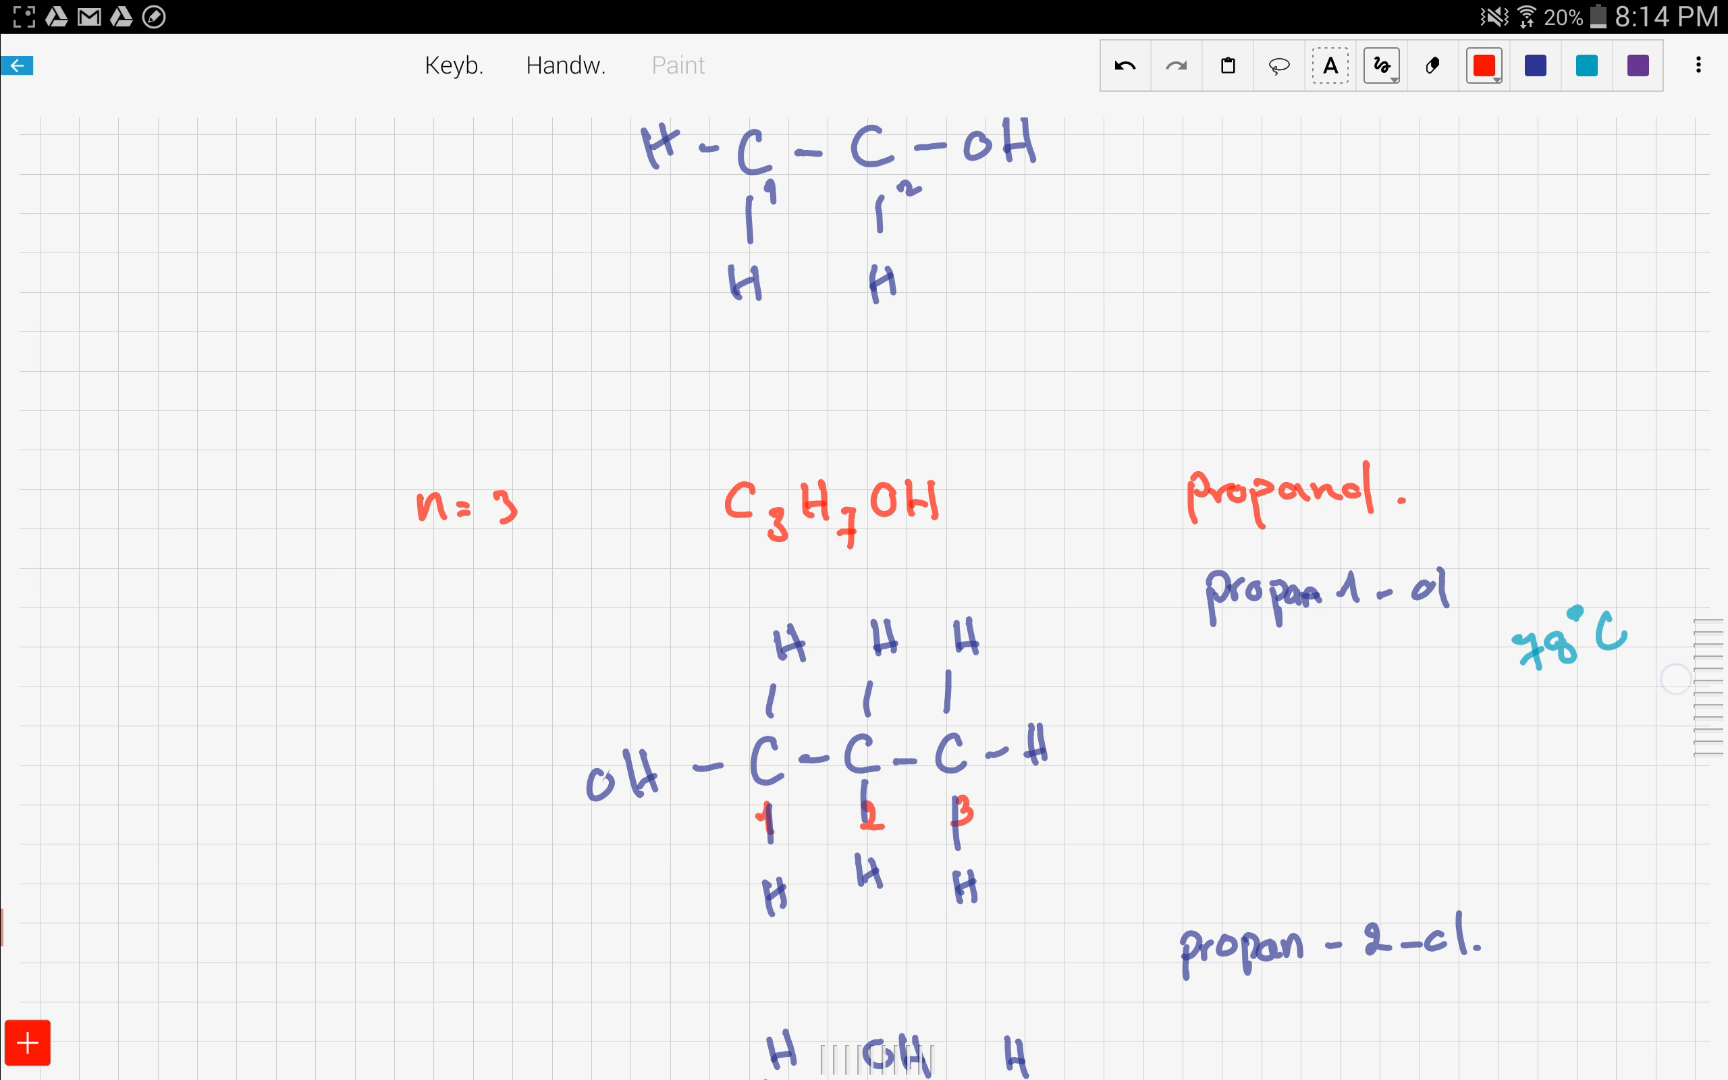 20% 8:14 PM
Keyb. Handw. Paint A
H - C - C - OH
1 2
H H
n = 3 C3H7OH propanol.
propan 1 - ol
78°C
H H H
OH - C - C - C - H
1 2 3
H H H
propan - 2 - ol.
H OH H